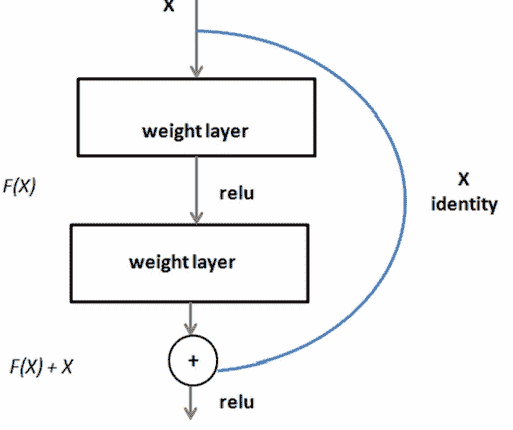 X
weight layer
F(X)
relu
X
identity
weight layer
+
F(X) + X
relu